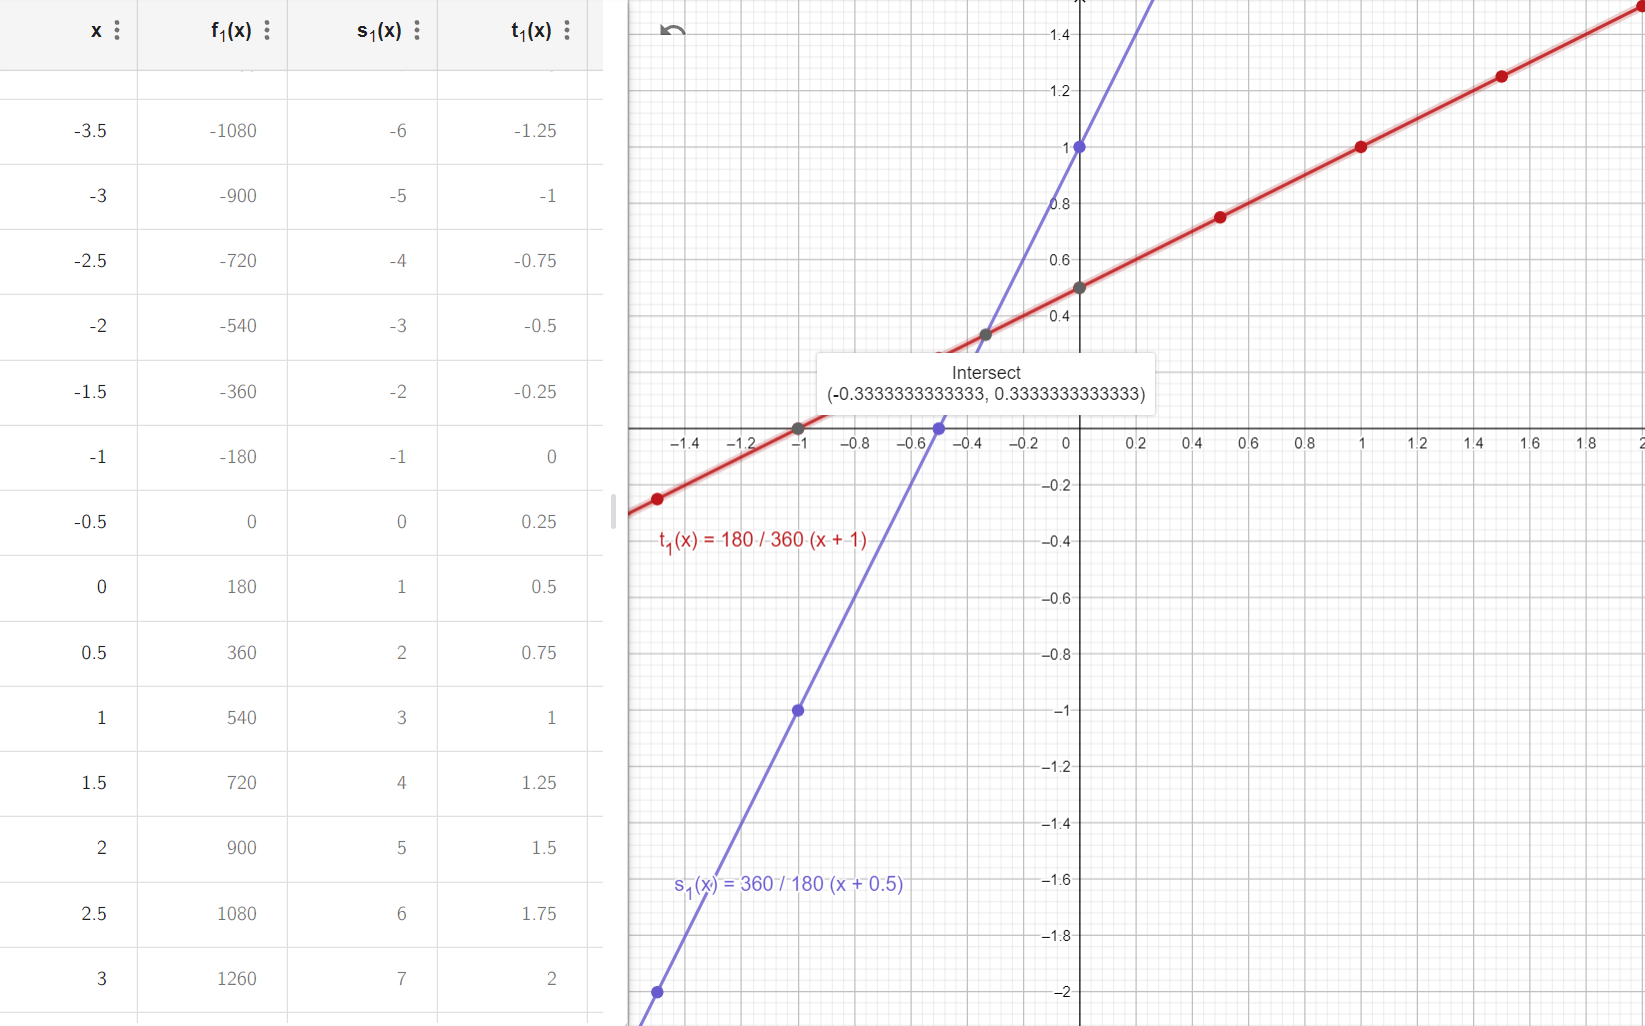 x f₁(x) s₁(x) t₁(x)
-3.5 -1080 -6 -1.25
-3 -900 -5 -1
-2.5 -720 -4 -0.75
-2 -540 -3 -0.5
-1.5 -360 -2 -0.25
-1 -180 -1 0
-0.5 0 0 0.25
0 180 1 0.5
0.5 360 2 0.75
1 540 3 1
1.5 720 4 1.25
2 900 5 1.5
2.5 1080 6 1.75
3 1260 7 2
1.4
1.2
1
0.8
0.6
0.4
Intersect
(-0.3333333333333, 0.3333333333333)
–1.4 –1.2 –1 –0.8 –0.6 –0.4 –0.2 0 0.2 0.4 0.6 0.8 1 1.2 1.4 1.6 1.8 2
–0.2
–0.4
t₁(x) = 180 / 360 (x + 1)
–0.6
–0.8
–1
–1.2
–1.4
–1.6
s₁(x) = 360 / 180 (x + 0.5)
–1.8
–2